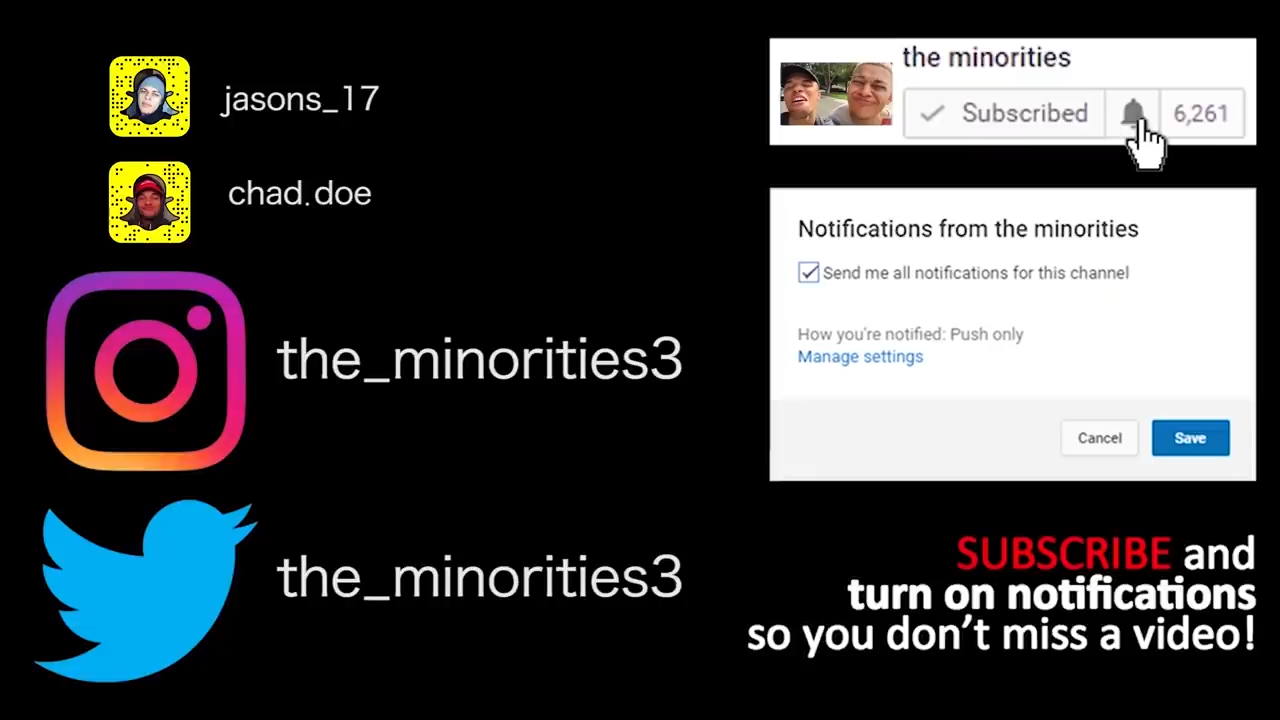 jasons_17
chad.doe
the_minorities3
the_minorities3
the minorities
Subscribed
6,261
Notifications from the minorities
Send me all notifications for this channel
How you're notified: Push only
Manage settings
Cancel
Save
SUBSCRIBE and
turn on notifications
so you don't miss a video!